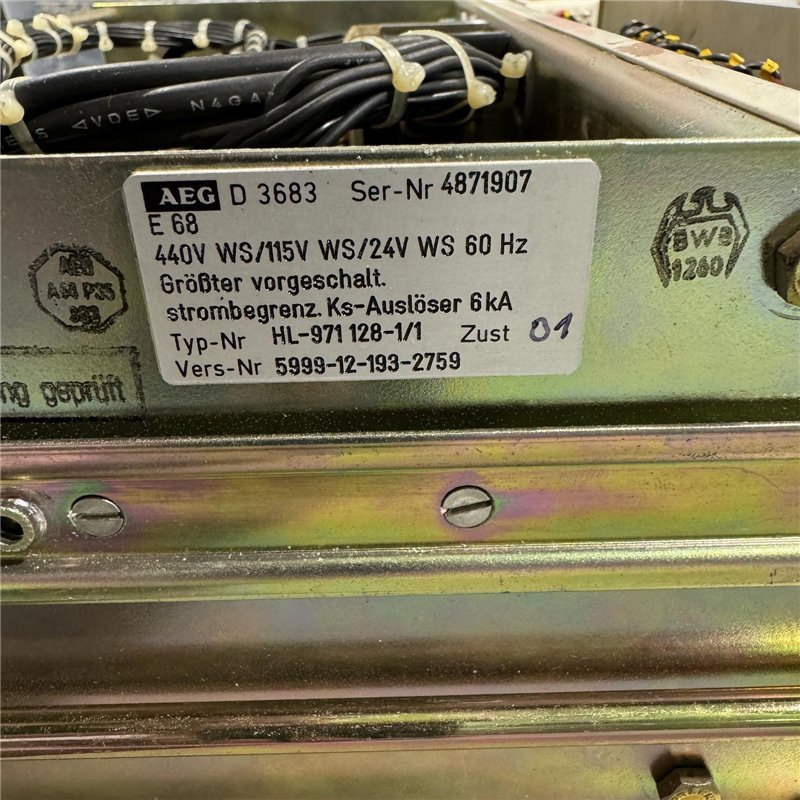 ◁VDE▷ N4GA
AEG D 3683 Ser-Nr 4871907
E 68
440V WS/115V WS/24V WS 60 Hz
Größter vorgeschalt.
strombegrenz. Ks-Auslöser 6kA
Typ-Nr HL-971 128-1/1 Zust 01
Vers-Nr 5999-12-193-2759
BWB
1260
AEG
ng geprüft